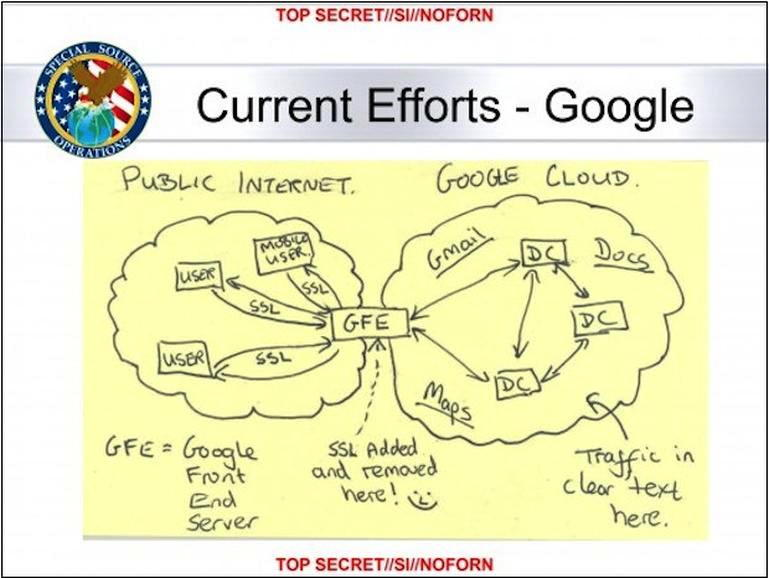 TOP SECRET//SI//NOFORN
SPECIAL SOURCE
OPERATIONS
Current Efforts - Google
PUBLIC INTERNET.
GOOGLE CLOUD.
MOBILE
USER.
USER
SSL
SSL
USER
SSL
GFE
Gmail
DC
Docs
DC
DC
Maps
GFE = Google
Front
End
Server
SSL Added
and removed
here!
Traffic in
clear text
here.
TOP SECRET//SI//NOFORN